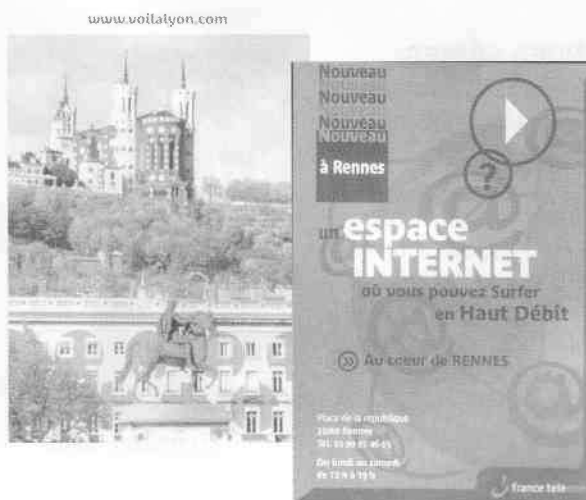 www.voilalyon.com
Nouveau
Nouveau
Nouveau
Nouveau
à Rennes
un espace
INTERNET
où vous pouvez Surfer
en Haut Débit
Au coeur de RENNES
Place de la république
Rennes
Du lundi au samedi
france tele